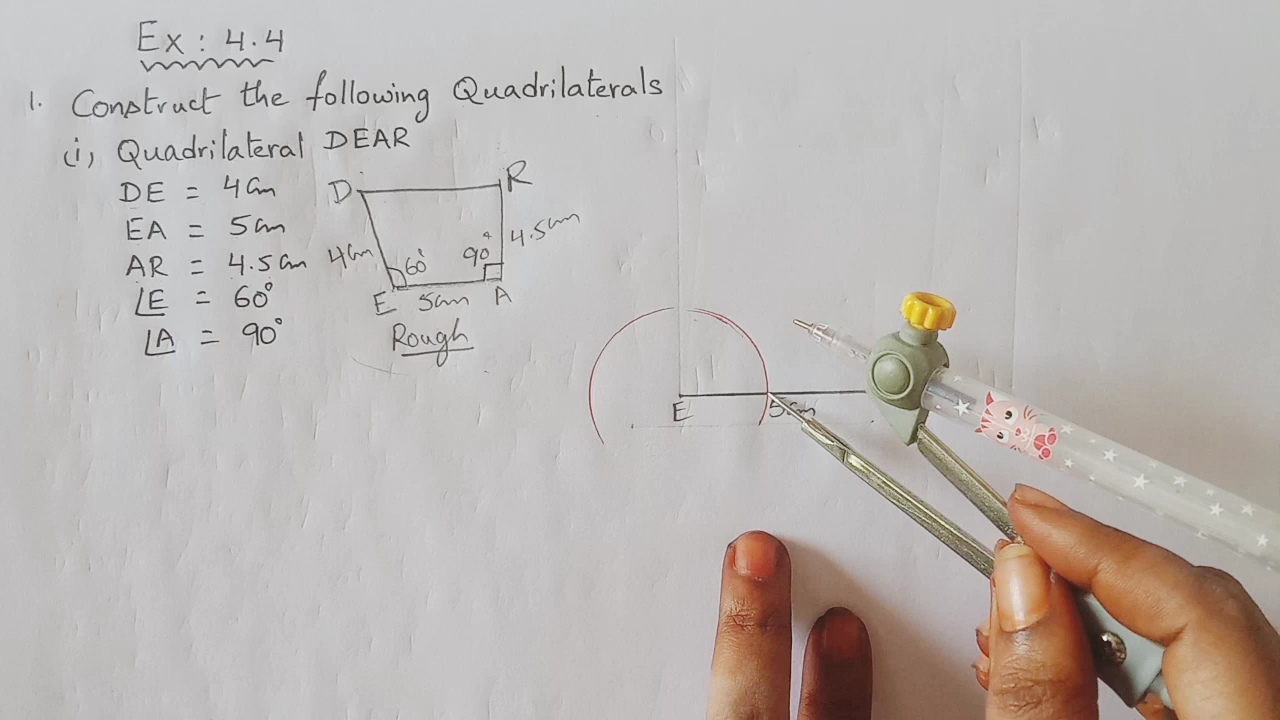 Ex : 4.4
1. Construct the following Quadrilaterals
(i) Quadrilateral DEAR
DE = 4cm
EA = 5cm
AR = 4.5cm
∠E = 60°
∠A = 90°
D R
4cm 60° 90° 4.5cm
E 5cm A
Rough
E 5cm